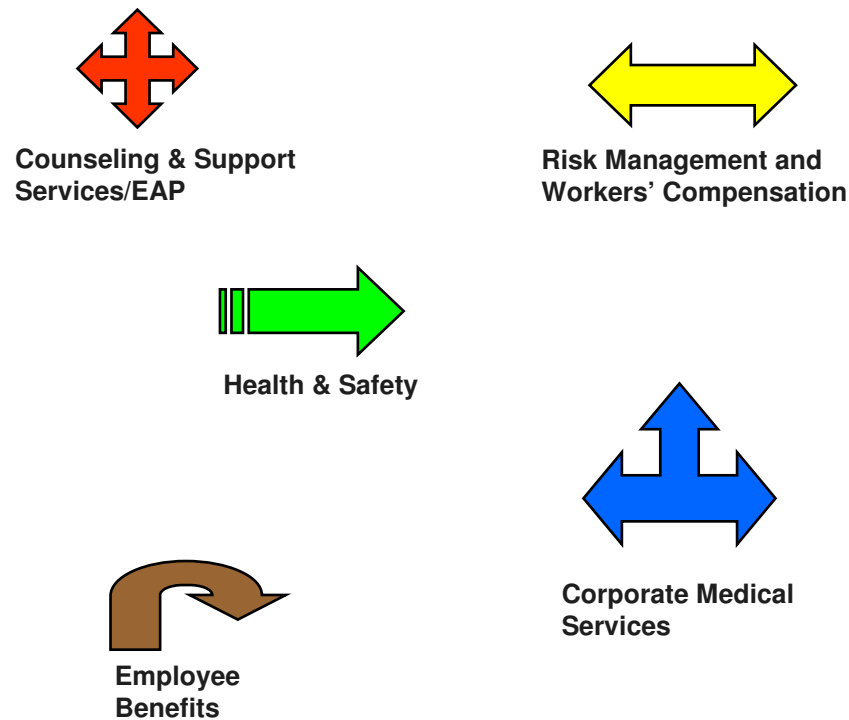 Counseling & Support
Services/EAP
Risk Management and
Workers’ Compensation
Health & Safety
Corporate Medical
Services
Employee
Benefits